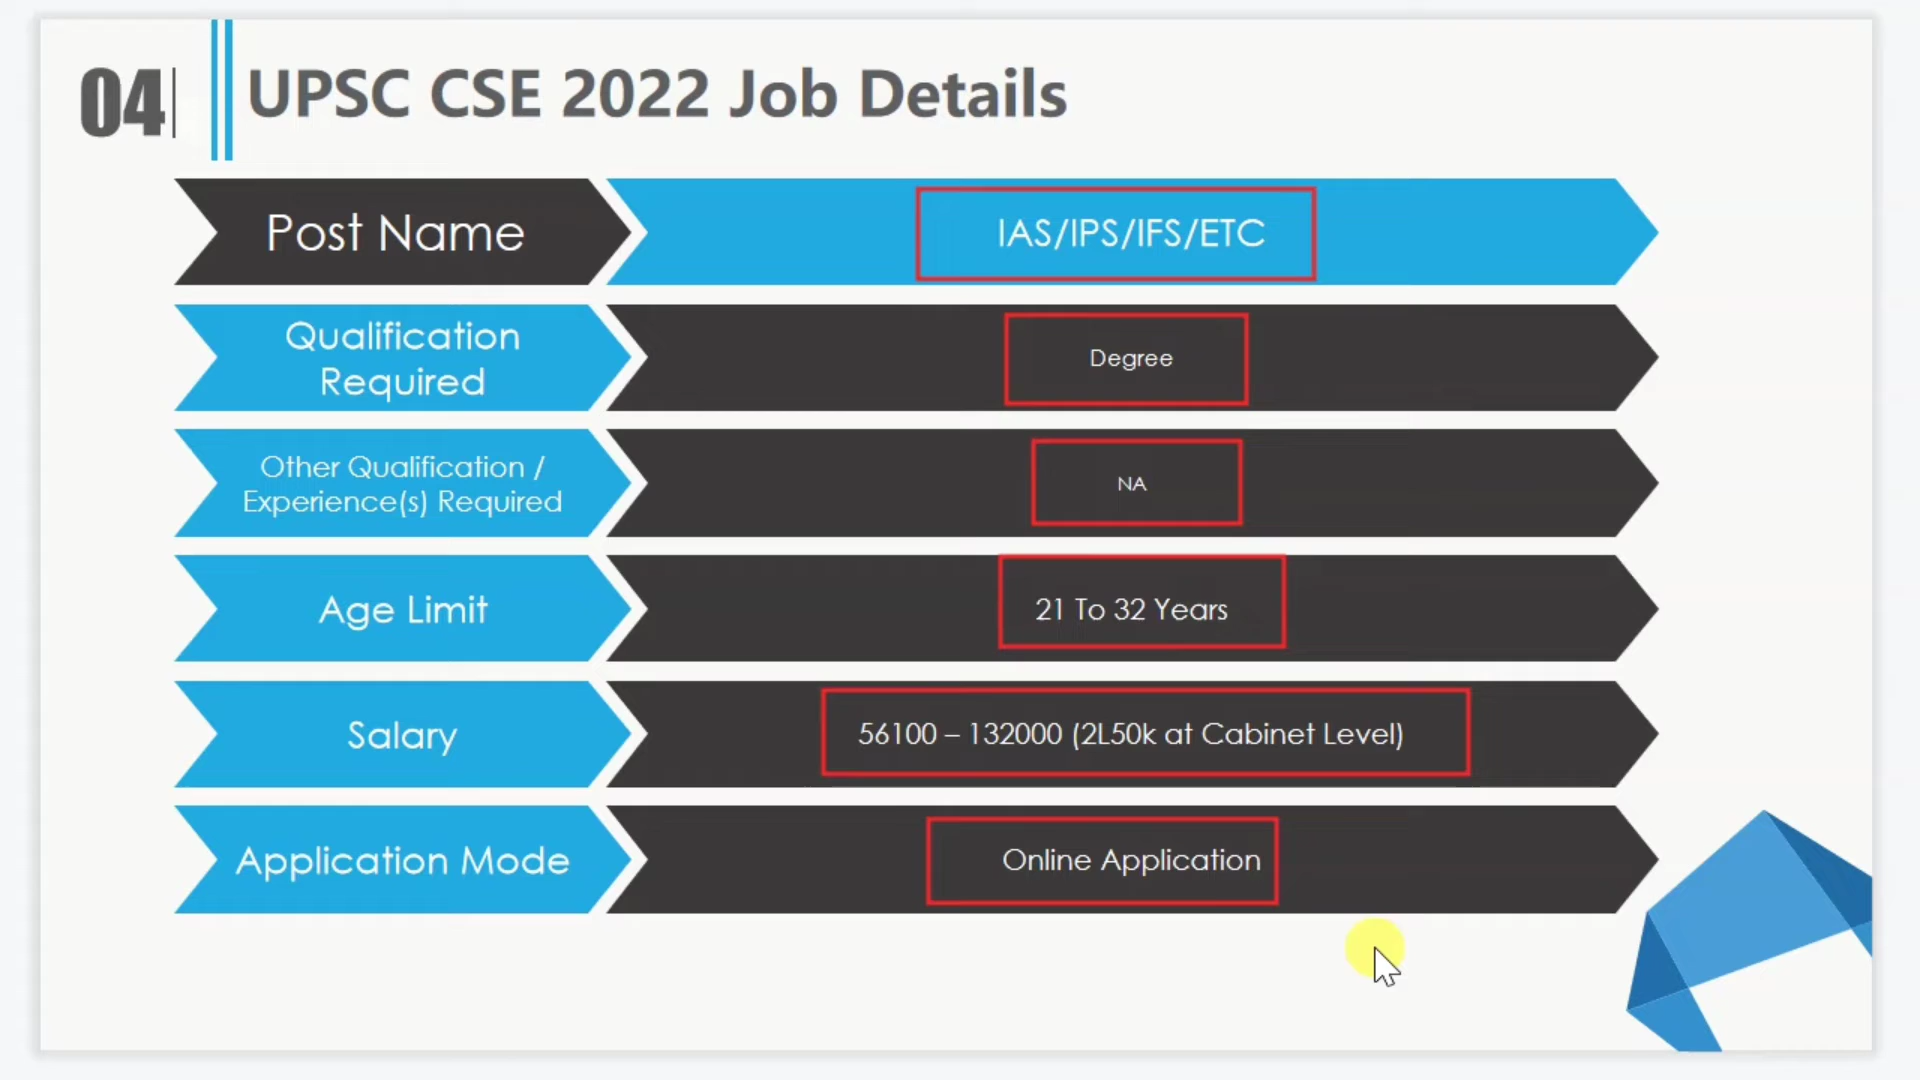 04
UPSC CSE 2022 Job Details
Post Name
IAS/IPS/IFS/ETC
Qualification
Required
Degree
Other Qualification /
Experience(s) Required
NA
Age Limit
21 To 32 Years
Salary
56100 – 132000 (2L50k at Cabinet Level)
Application Mode
Online Application